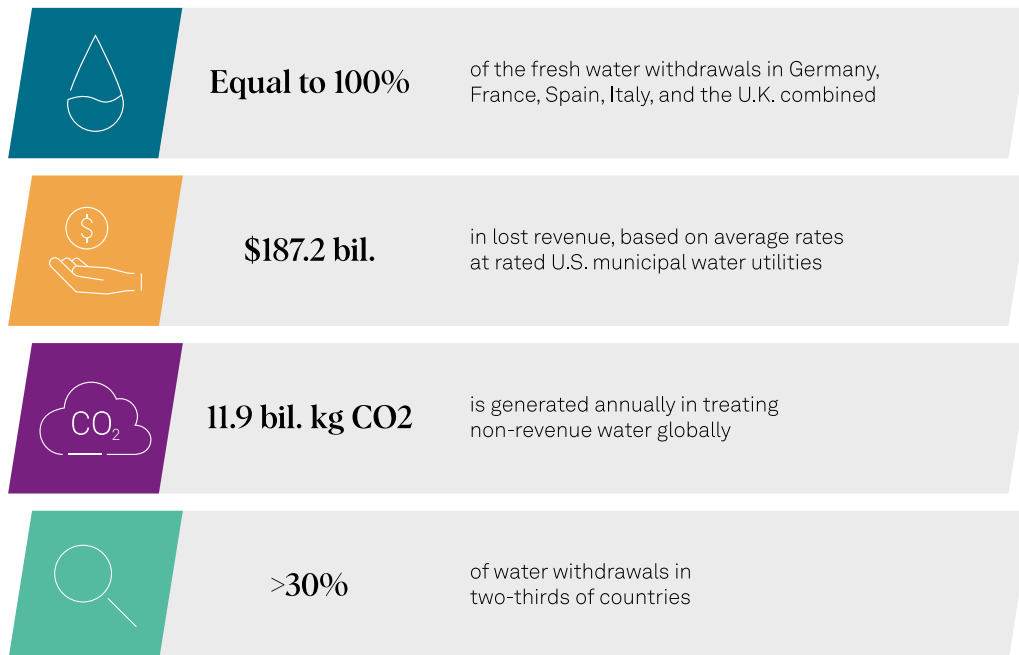 Equal to 100%
of the fresh water withdrawals in Germany,
France, Spain, Italy, and the U.K. combined
$
$187.2 bil.
in lost revenue, based on average rates
at rated U.S. municipal water utilities
CO2
11.9 bil. kg CO2
is generated annually in treating
non-revenue water globally
>30%
of water withdrawals in
two-thirds of countries